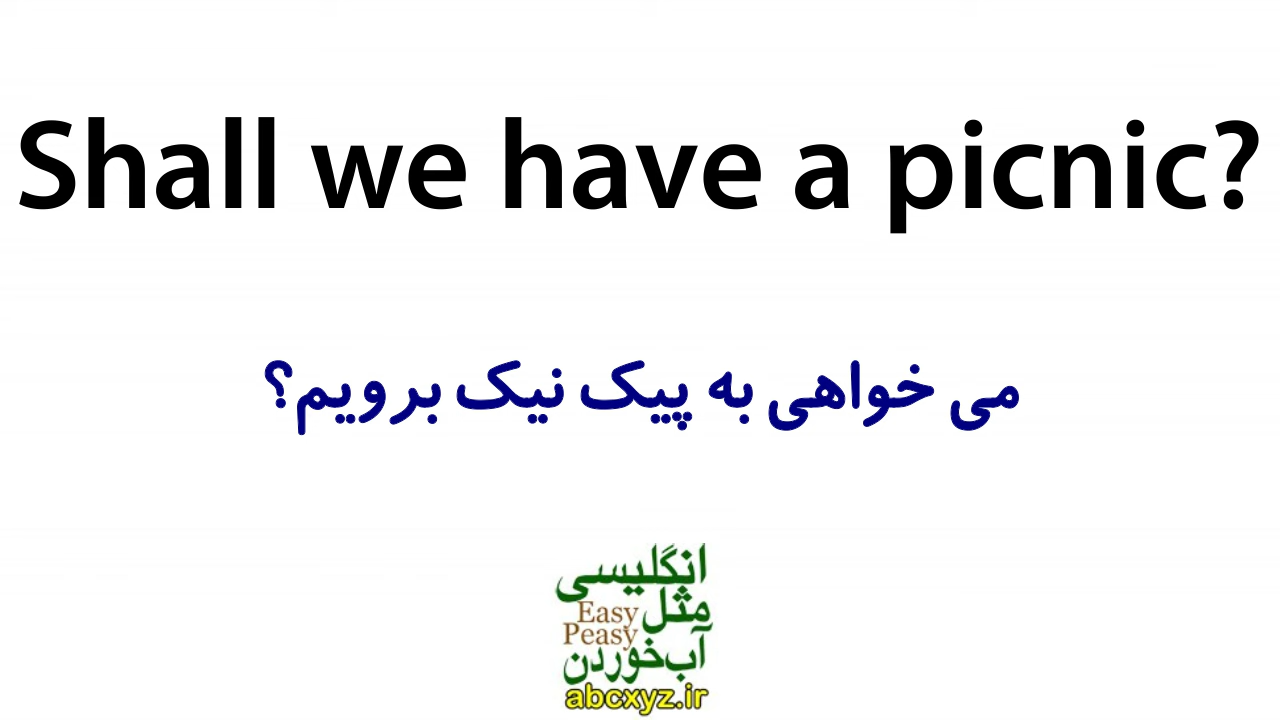 Shall we have a picnic?
می خواهی به پیک نیک برویم؟
انگلیسی
مثل
Easy
Peasy
آب‌خوردن
abcxyz.ir